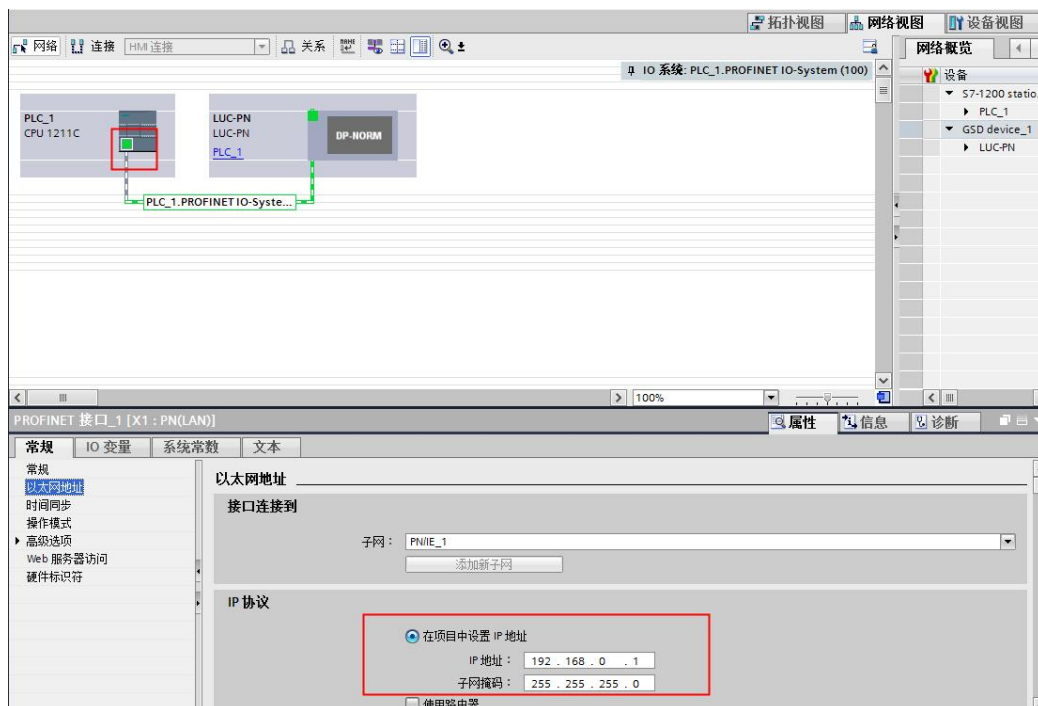 拓扑视图 网络视图 设备视图
网络 连接 HMI 连接 关系
网络概览
IO 系统: PLC_1.PROFINET IO-System (100)
设备
S7-1200 statio.
PLC_1
GSD device_1
LUC-PN
PLC_1
CPU 1211C
LUC-PN
LUC-PN
PLC_1
DP-NORM
PLC_1.PROFINET IO-Syste...
100%
PROFINET 接口_1 [X1 : PN(LAN)]
属性 信息 诊断
常规 IO 变量 系统常数 文本
常规
以太网地址
时间同步
操作模式
高级选项
Web 服务器访问
硬件标识符
以太网地址
接口连接到
子网： PN/IE_1
添加新子网
IP 协议
在项目中设置 IP 地址
IP 地址： 192 . 168 . 0 . 1
子网掩码： 255 . 255 . 255 . 0
使用路由器